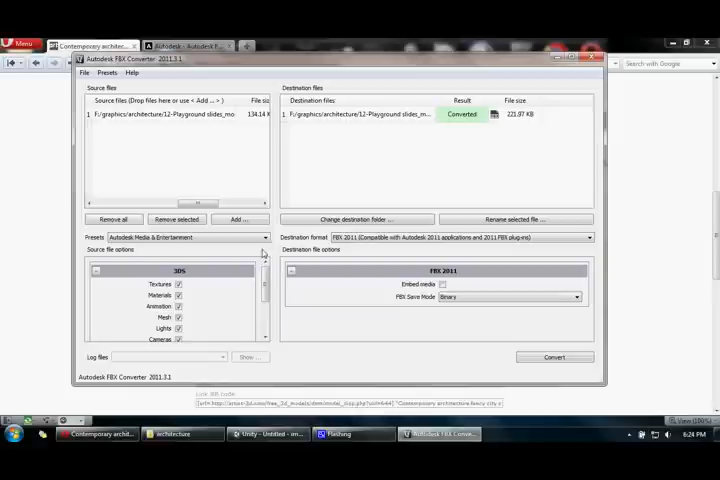 Menu
Contemporary architec...
Autodesk - Autodesk F...
Search with Google
Autodesk FBX Converter 2011.3.1
File Presets Help
Source files
Destination files
Source files (Drop files here or use < Add ... > )
File size
Destination files:
Result
File size
1 F:/graphics/architecture/12-Playground slides_mo
134.14 K
1 F:/graphics/architecture/12-Playground slides_m...
Converted
221.97 KB
Remove all
Remove selected
Add ...
Change destination folder ...
Rename selected file ...
Presets
Autodesk Media & Entertainment
Destination format
FBX 2011 (Compatible with Autodesk 2011 applications and 2011 FBX plug-ins)
Source file options
Destination file options
3DS
FBX 2011
Textures
Materials
Animation
Mesh
Lights
Cameras
Embed media
FBX Save Mode
Binary
Log files
Show ...
Convert
Autodesk FBX Converter 2011.3.1
View (100%)
Contemporary archit...
architecture
Unity - Untitled - im...
Flashing
Autodesk FBX Conve...
6:24 PM